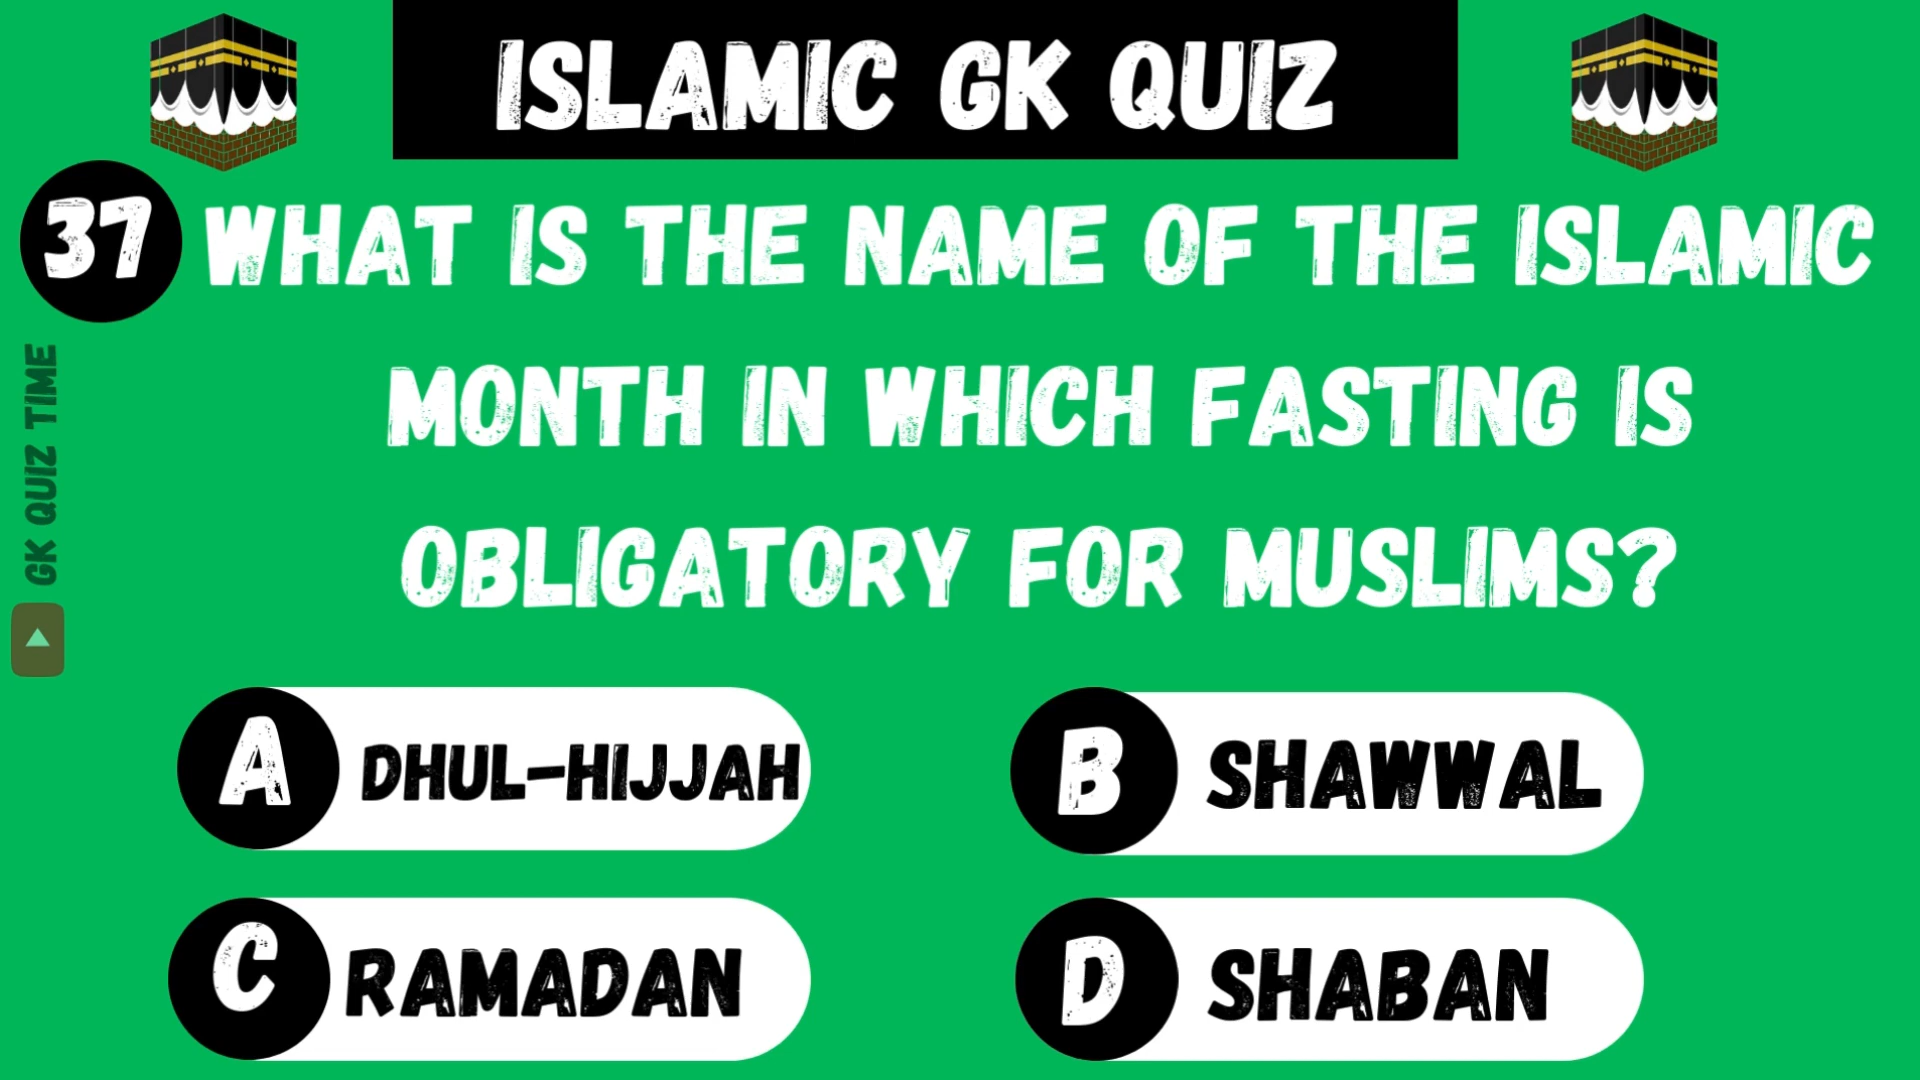 ISLAMIC GK QUIZ
37
WHAT IS THE NAME OF THE ISLAMIC
MONTH IN WHICH FASTING IS
OBLIGATORY FOR MUSLIMS?
GK QUIZ TIME
A DHUL-HIJJAH
B SHAWWAL
C RAMADAN
D SHABAN